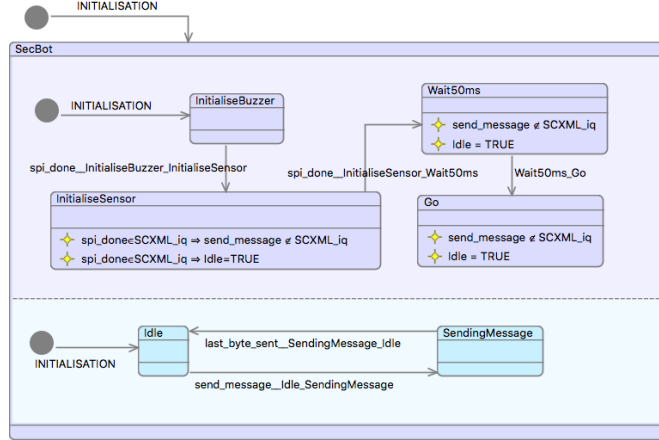 INITIALISATION
SecBot
INITIALISATION
InitialiseBuzzer
Wait50ms
send_message ∉ SCXML_iq
Idle = TRUE
spi_done__InitialiseBuzzer_InitialiseSensor
spi_done__InitialiseSensor_Wait50ms
Wait50ms_Go
InitialiseSensor
spi_done∈SCXML_iq ⇒ send_message ∉ SCXML_iq
spi_done∈SCXML_iq ⇒ Idle=TRUE
Go
send_message ∉ SCXML_iq
Idle = TRUE
INITIALISATION
Idle
last_byte_sent__SendingMessage_Idle
SendingMessage
send_message__Idle_SendingMessage